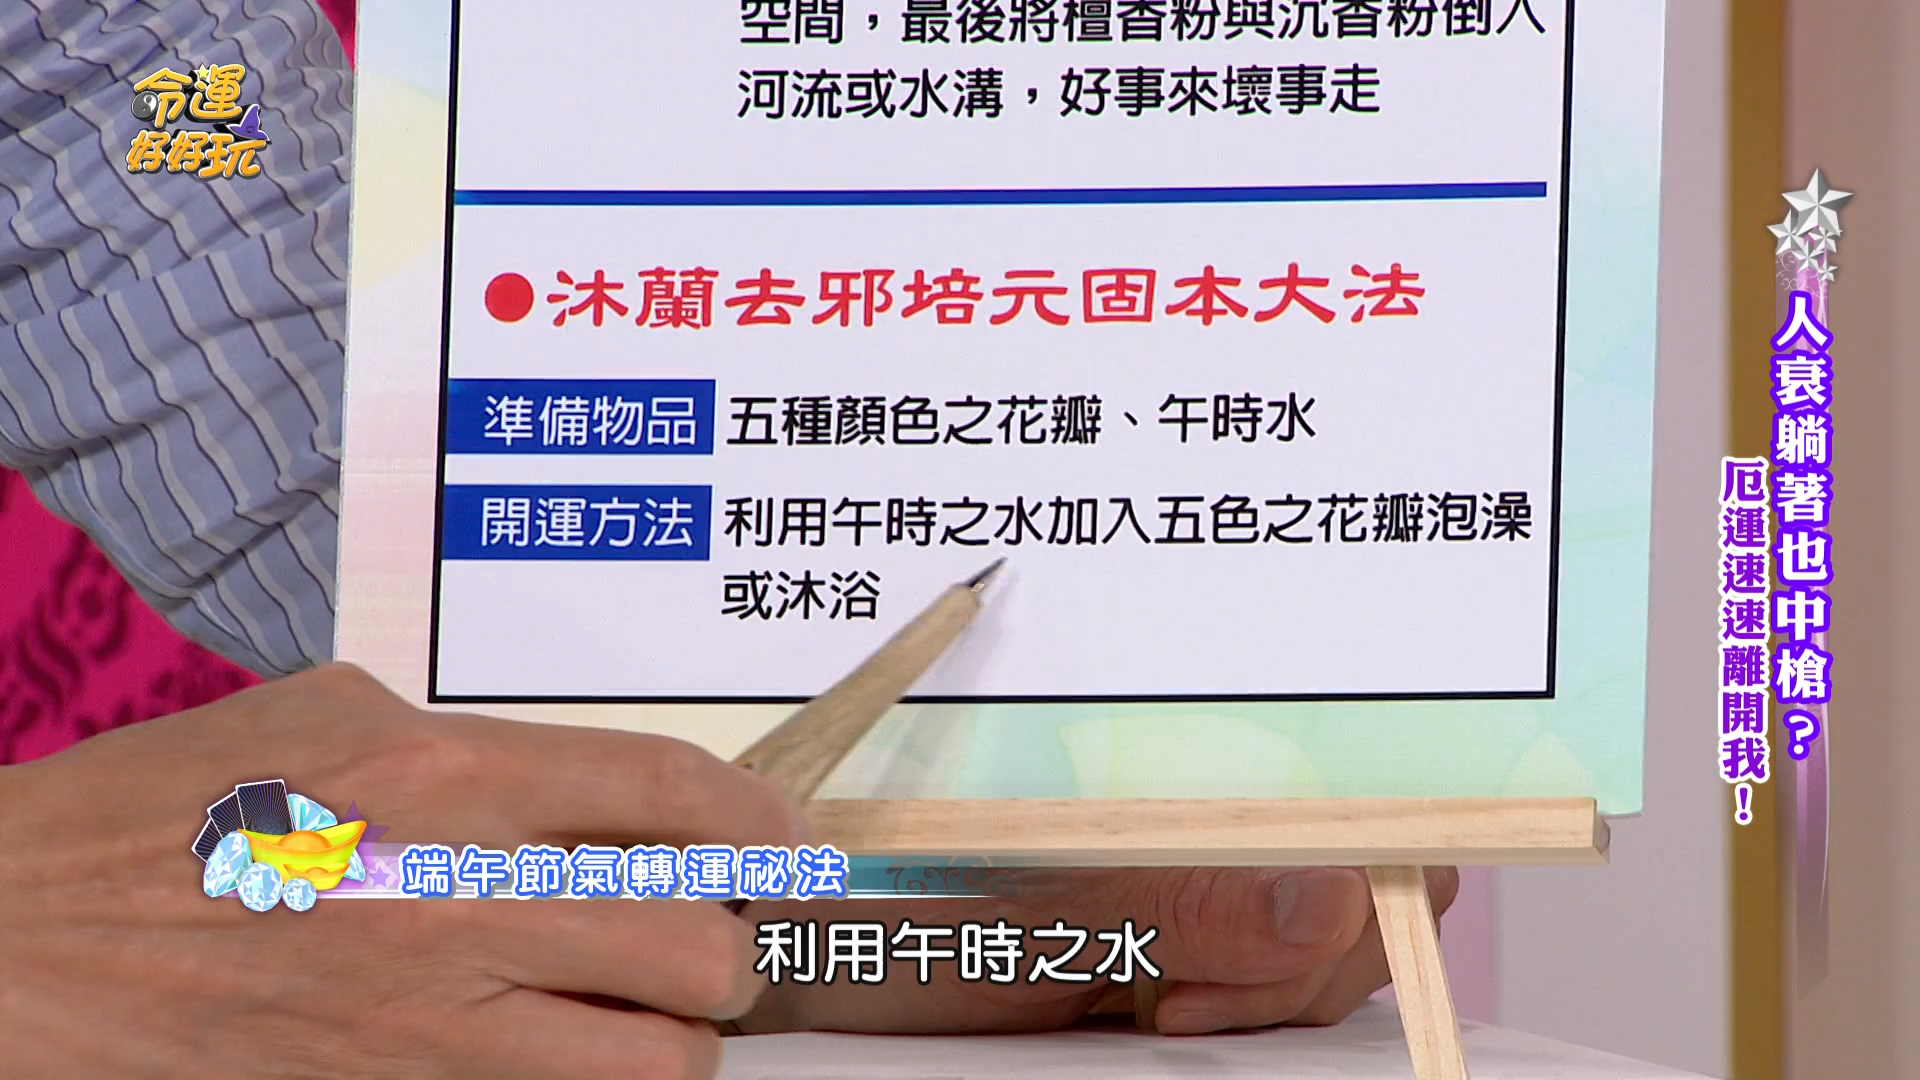 空間，最後將檀香粉與沉香粉倒入
河流或水溝，好事來壞事走
命運
好好玩
●沐蘭去邪培元固本大法
準備物品 五種顏色之花瓣、午時水
開運方法 利用午時之水加入五色之花瓣泡澡
或沐浴
人衰躺著也中槍？
厄運速速離開我！
端午節氣轉運祕法
利用午時之水